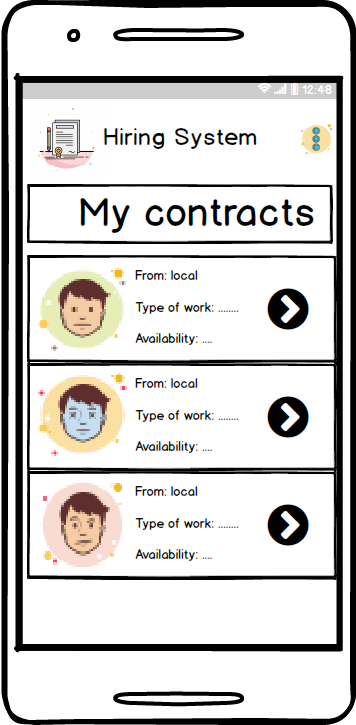 12:48
Hiring System
My contracts
From: local
Type of work: ........
Availability: ....
From: local
Type of work: ........
Availability: ....
From: local
Type of work: ........
Availability: ....